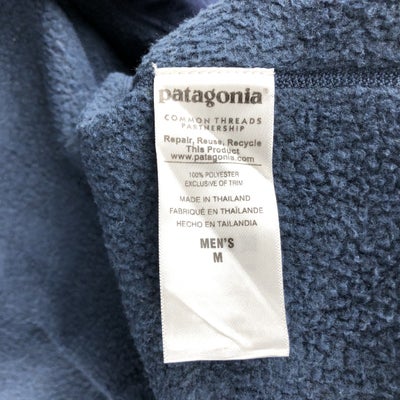 patagonia®
COMMON THREADS
PARTNERSHIP
Repair, Reuse, Recycle
This Product
www.patagonia.com
100% POLYESTER
EXCLUSIVE OF TRIM
MADE IN THAILAND
FABRIQUÉ EN THAÏLANDE
HECHO EN TAILANDIA
MEN'S
M